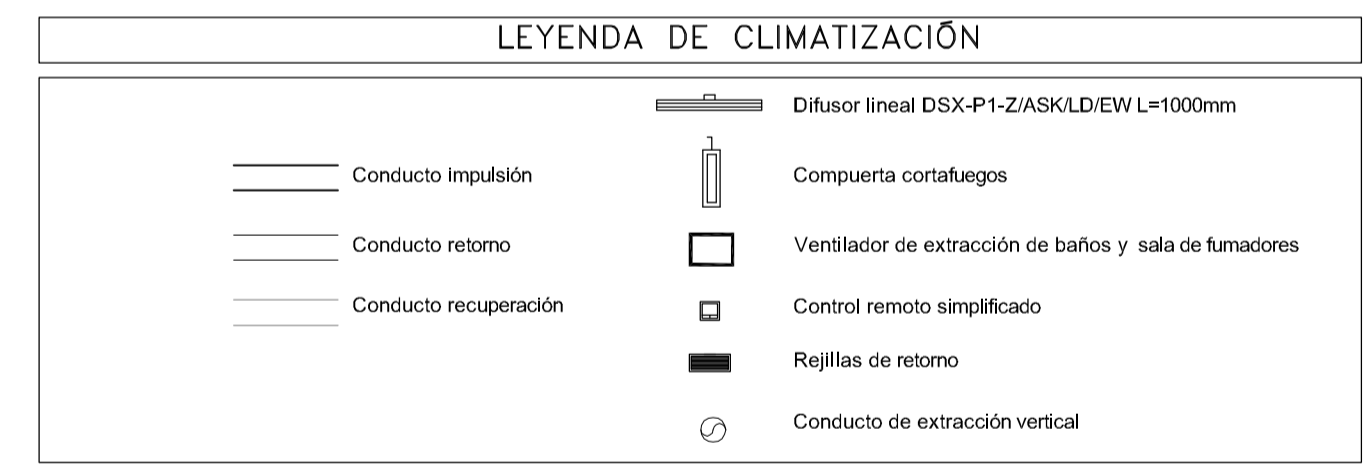 LEYENDA DE CLIMATIZACIÓN
Conducto impulsión
Conducto retorno
Conducto recuperación
Difusor lineal DSX-P1-Z/ASK/LD/EW L=1000mm
Compuerta cortafuegos
Ventilador de extracción de baños y sala de fumadores
Control remoto simplificado
Rejillas de retorno
Conducto de extracción vertical